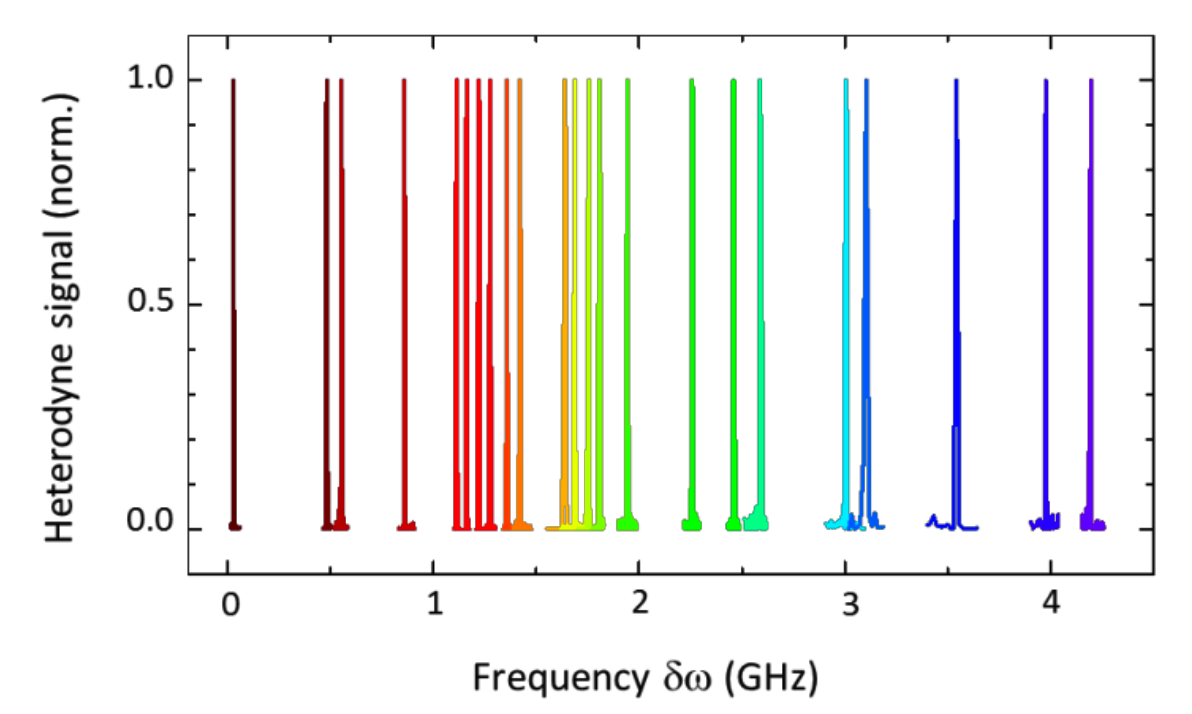 Heterodyne signal (norm.)
1.0
0.5
0.0
0 1 2 3 4
Frequency δω (GHz)